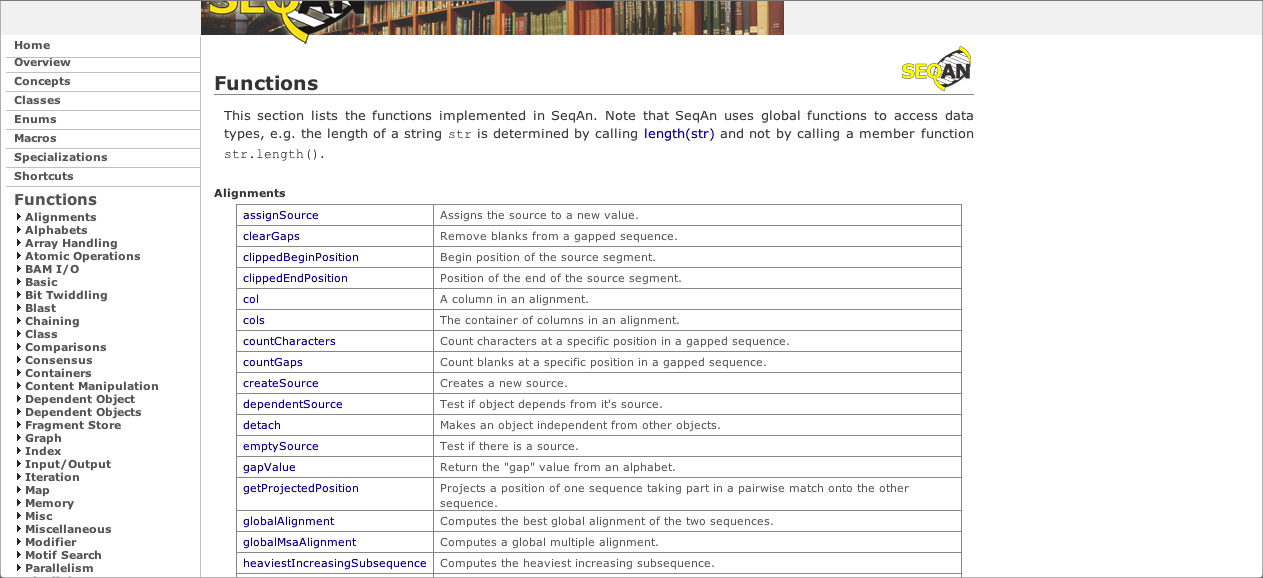 SEQAN
Home
Overview
Concepts
Classes
Enums
Macros
Specializations
Shortcuts
Functions
Alignments
Alphabets
Array Handling
Atomic Operations
BAM I/O
Basic
Bit Twiddling
Blast
Chaining
Class
Comparisons
Consensus
Containers
Content Manipulation
Dependent Object
Dependent Objects
Fragment Store
Graph
Index
Input/Output
Iteration
Map
Memory
Misc
Miscellaneous
Modifier
Motif Search
Parallelism
SEQAN
Functions
This section lists the functions implemented in SeqAn. Note that SeqAn uses global functions to access data
types, e.g. the length of a string str is determined by calling length(str) and not by calling a member function
str.length().
Alignments
assignSource Assigns the source to a new value.
clearGaps Remove blanks from a gapped sequence.
clippedBeginPosition Begin position of the source segment.
clippedEndPosition Position of the end of the source segment.
col A column in an alignment.
cols The container of columns in an alignment.
countCharacters Count characters at a specific position in a gapped sequence.
countGaps Count blanks at a specific position in a gapped sequence.
createSource Creates a new source.
dependentSource Test if object depends from it's source.
detach Makes an object independent from other objects.
emptySource Test if there is a source.
gapValue Return the "gap" value from an alphabet.
getProjectedPosition Projects a position of one sequence taking part in a pairwise match onto the other
sequence.
globalAlignment Computes the best global alignment of the two sequences.
globalMsaAlignment Computes a global multiple alignment.
heaviestIncreasingSubsequence Computes the heaviest increasing subsequence.